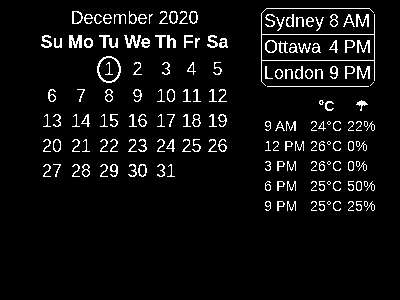 December 2020
Su Mo Tu We Th Fr Sa
1 2 3 4 5
6 7 8 9 10 11 12
13 14 15 16 17 18 19
20 21 22 23 24 25 26
27 28 29 30 31
Sydney 8 AM
Ottawa 4 PM
London 9 PM
°C ☂
9 AM 24°C 22%
12 PM 26°C 0%
3 PM 26°C 0%
6 PM 25°C 50%
9 PM 25°C 25%